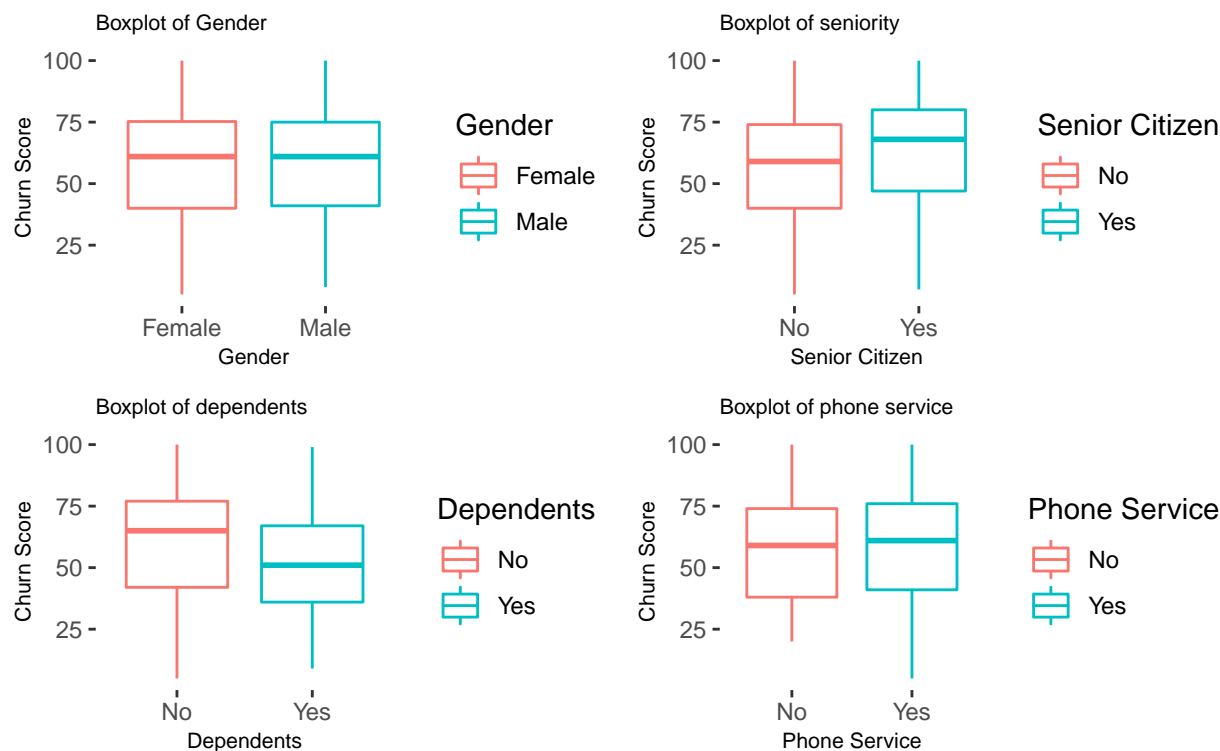 Boxplot of Gender
100
75
50
25
Churn Score
Female
Male
Gender
Gender
Female
Male
Boxplot of seniority
100
75
50
25
Churn Score
No
Yes
Senior Citizen
Senior Citizen
No
Yes
Boxplot of dependents
100
75
50
25
Churn Score
No
Yes
Dependents
Dependents
No
Yes
Boxplot of phone service
100
75
50
25
Churn Score
No
Yes
Phone Service
Phone Service
No
Yes